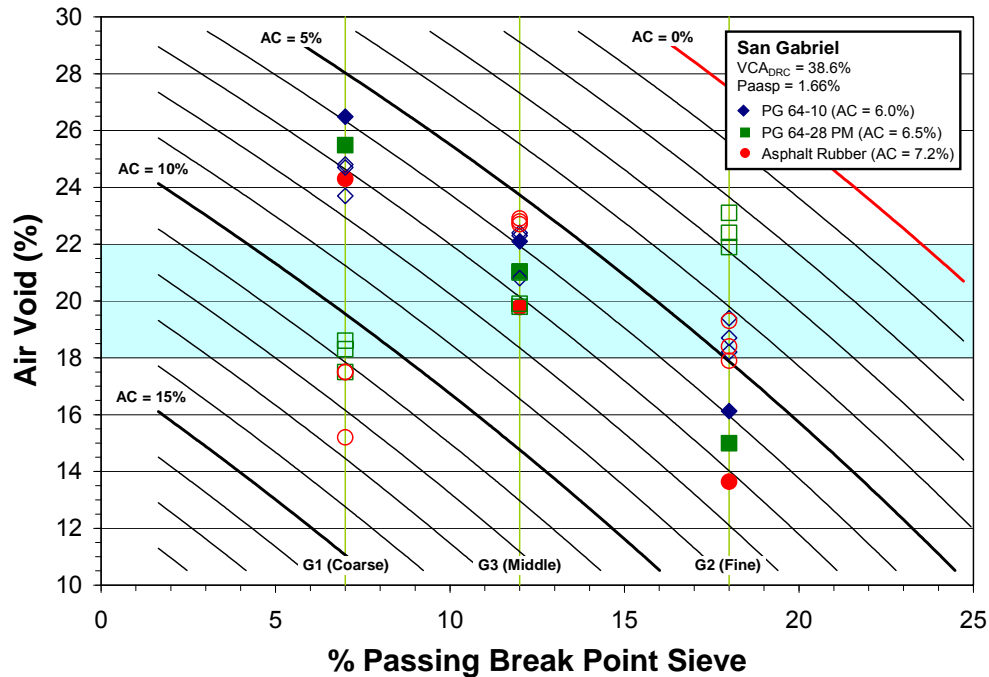 30
28
26
24
22
20
18
16
14
12
10
Air Void (%)
AC = 5%
AC = 0%
AC = 10%
AC = 15%
San Gabriel
VCA_DRC = 38.6%
Paasp = 1.66%
PG 64-10 (AC = 6.0%)
PG 64-28 PM (AC = 6.5%)
Asphalt Rubber (AC = 7.2%)
G1 (Coarse)
G3 (Middle)
G2 (Fine)
0 5 10 15 20 25
% Passing Break Point Sieve